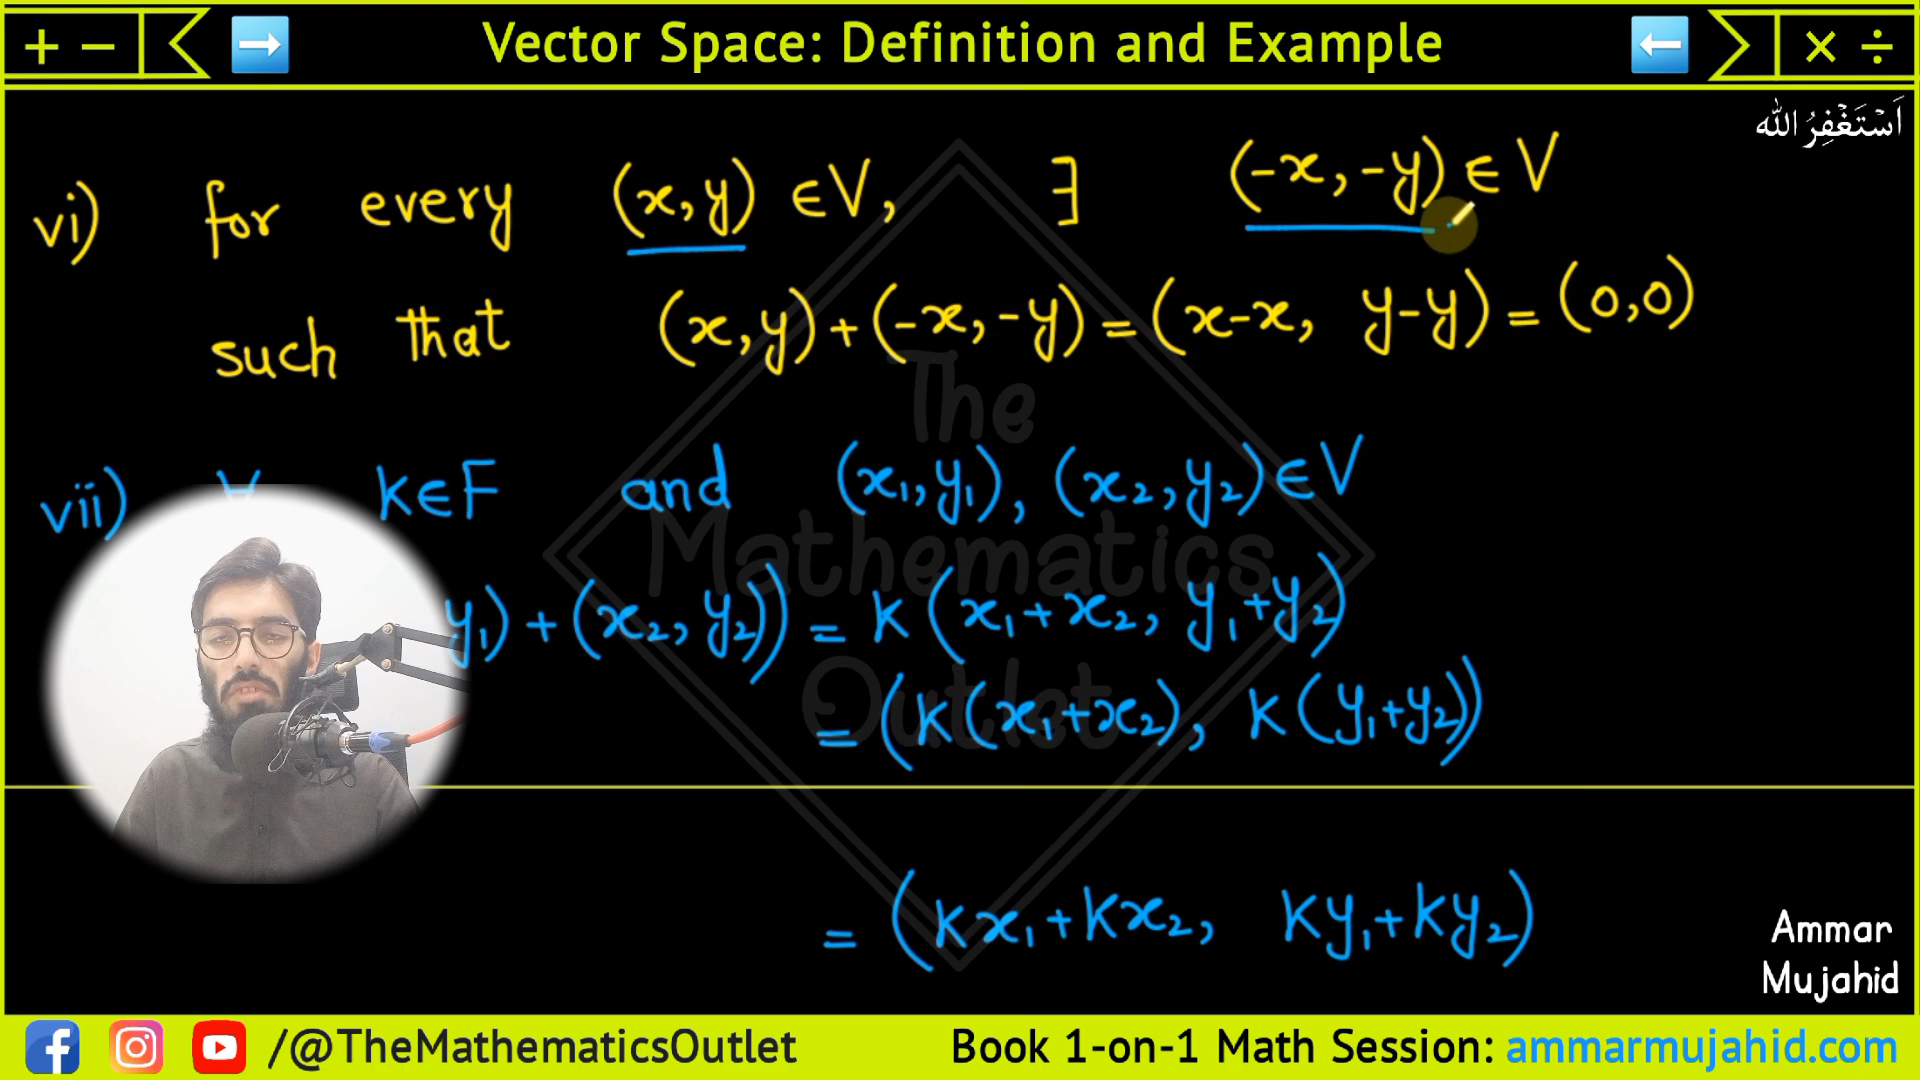 + − ➡ Vector Space: Definition and Example ⬅ × ÷
اَسْتَغْفِرُ اللّٰه
vi) for every (x,y) ∈V, ∃ (-x,-y) ∈ V
such that (x,y)+(-x,-y)=(x-x, y-y)=(0,0)
vii) ∀ K∈F and (x₁,y₁), (x₂,y₂)∈V
y₁)+(x₂,y₂))=K(x₁+x₂, y₁+y₂)
=(K(x₁+x₂), K(y₁+y₂))
=(Kx₁+Kx₂, Ky₁+Ky₂)
The
Mathematics
Outlet
Ammar
Mujahid
/@TheMathematicsOutlet Book 1-on-1 Math Session: ammarmujahid.com